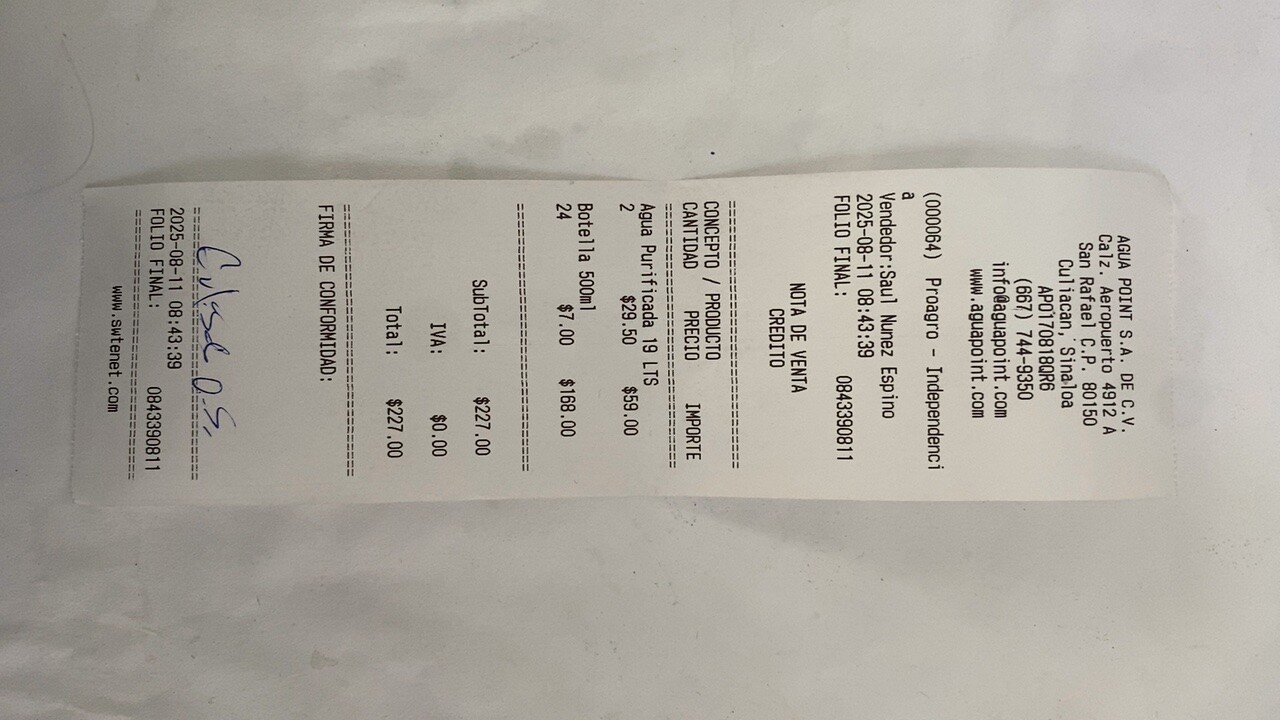 AGUA POINT S.A. DE C.V.
Calz. Aeropuerto 4912 A
San Rafael C.P. 80150
Culiacan, Sinaloa
APO170818QR6
(667) 744-9350
info@aguapoint.com
www.aguapoint.com
(000064) Proagro - Independenci
a
Vendedor:Saul Nunez Espino
2025-08-11 08:43:39
FOLIO FINAL: 0843390811
NOTA DE VENTA
CREDITO
================================
CONCEPTO / PRODUCTO
CANTIDAD PRECIO IMPORTE
================================
Agua Purificada 19 LTS
2 $29.50 $59.00
Botella 500ml
24 $7.00 $168.00
================================
SubTotal: $227.00
IVA: $0.00
Total: $227.00
================================
FIRMA DE CONFORMIDAD:
================================
2025-08-11 08:43:39
FOLIO FINAL: 0843390811
================================
www.swtenet.com